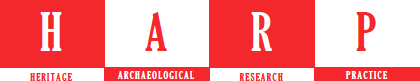 H A R P
HERITAGE ARCHAEOLOGICAL RESEARCH PRACTICE